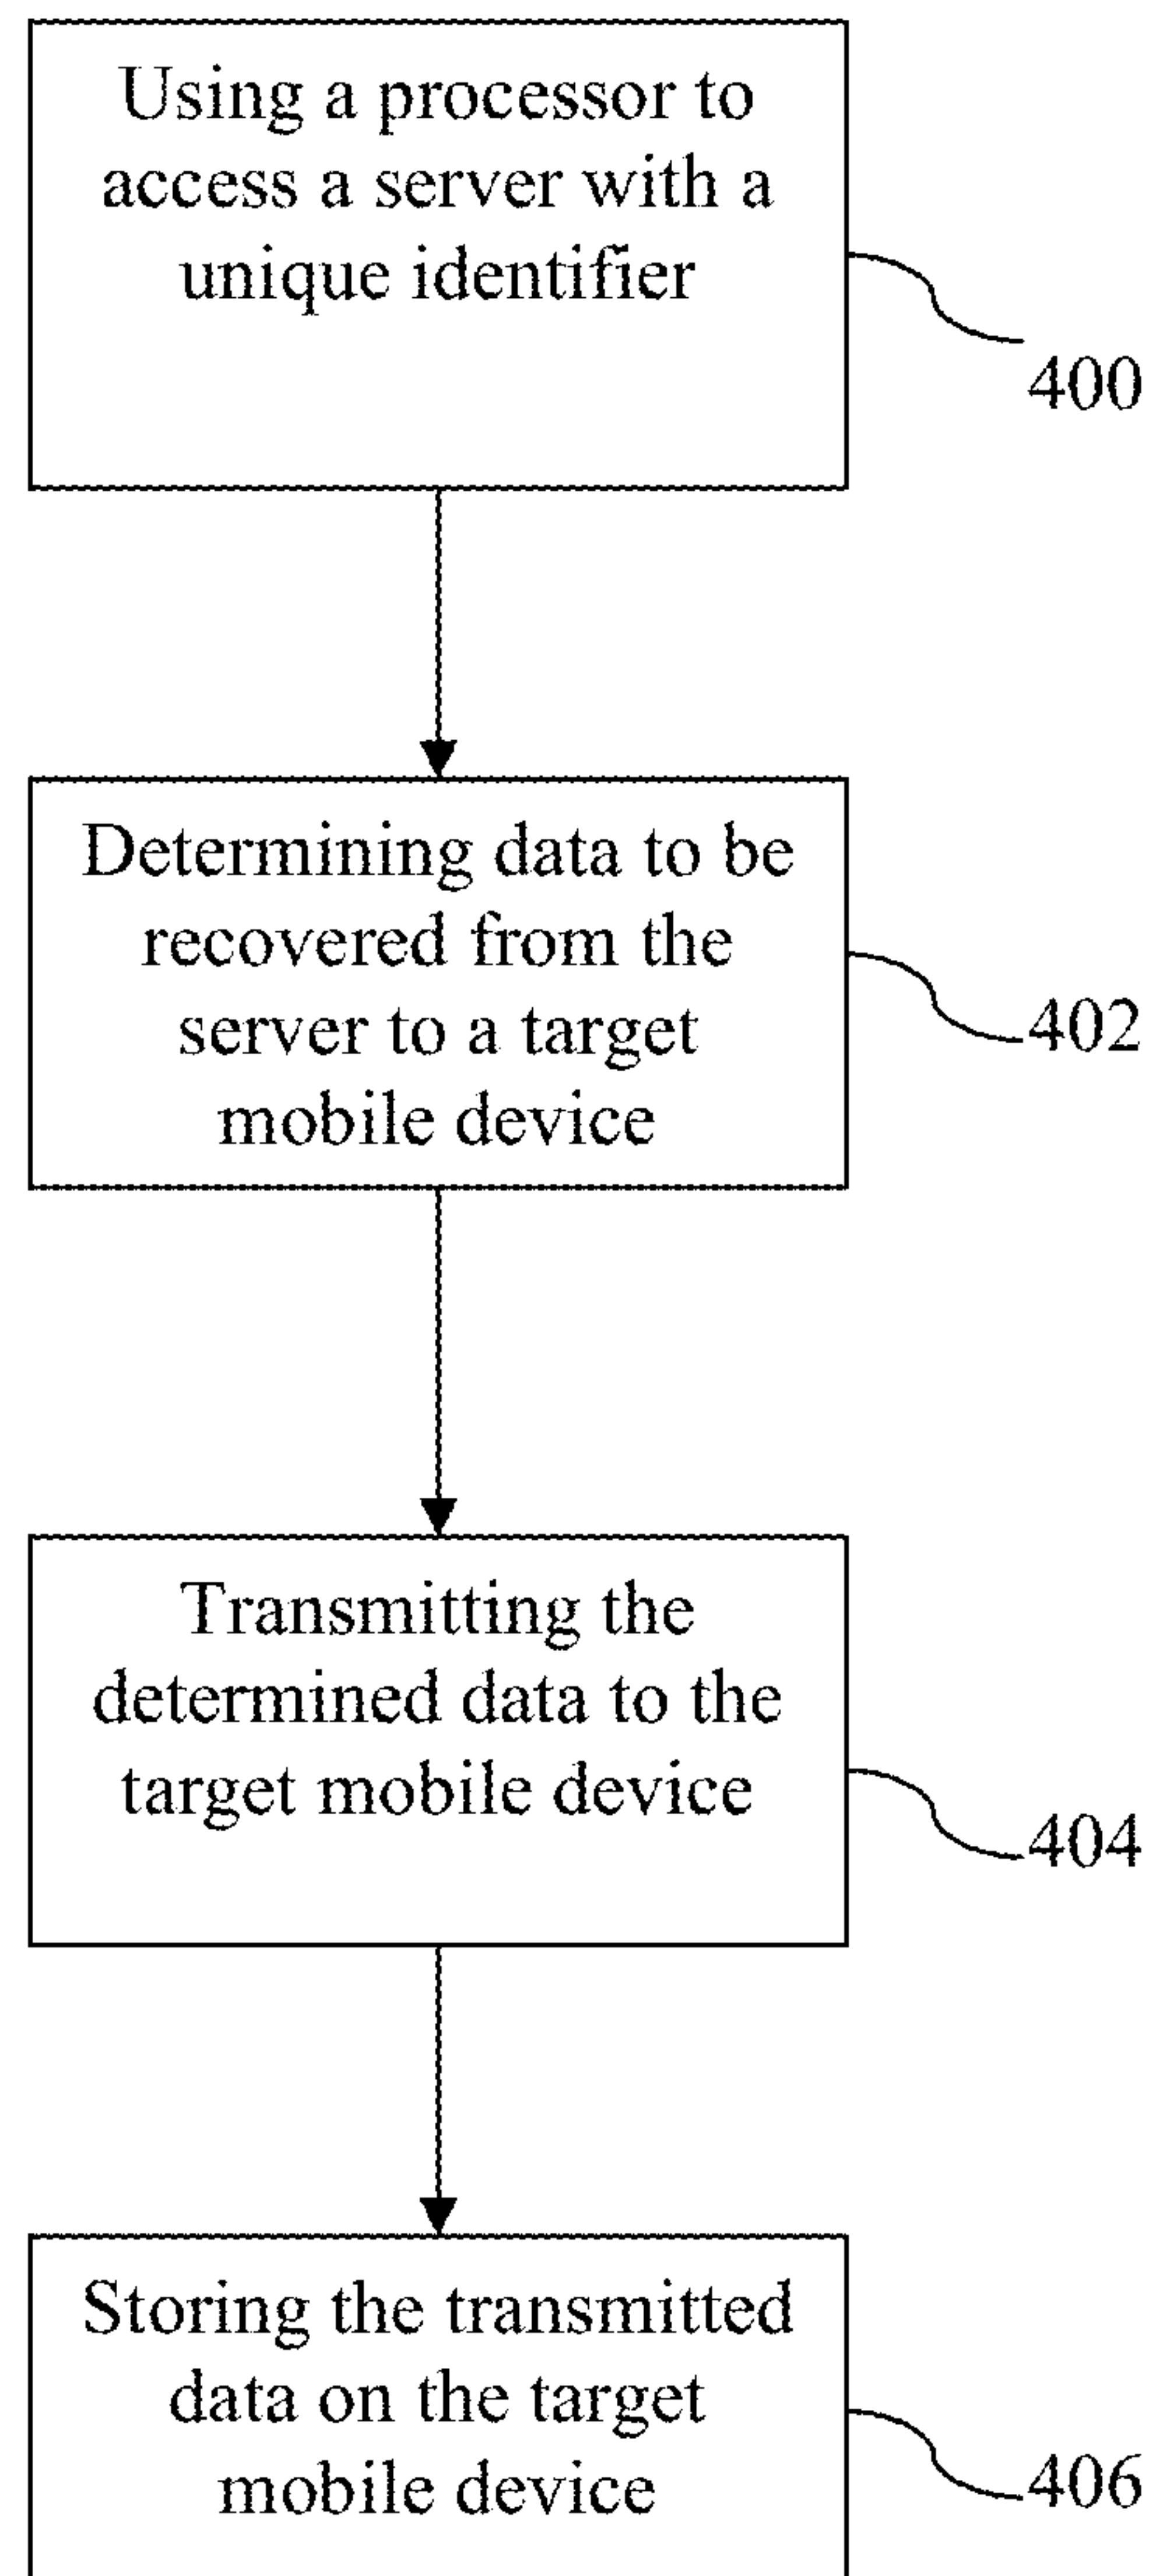 Using a processor to
access a server with a
unique identifier
400
Determining data to be
recovered from the
server to a target
mobile device
402
Transmitting the
determined data to the
target mobile device
404
Storing the transmitted
data on the target
mobile device
406